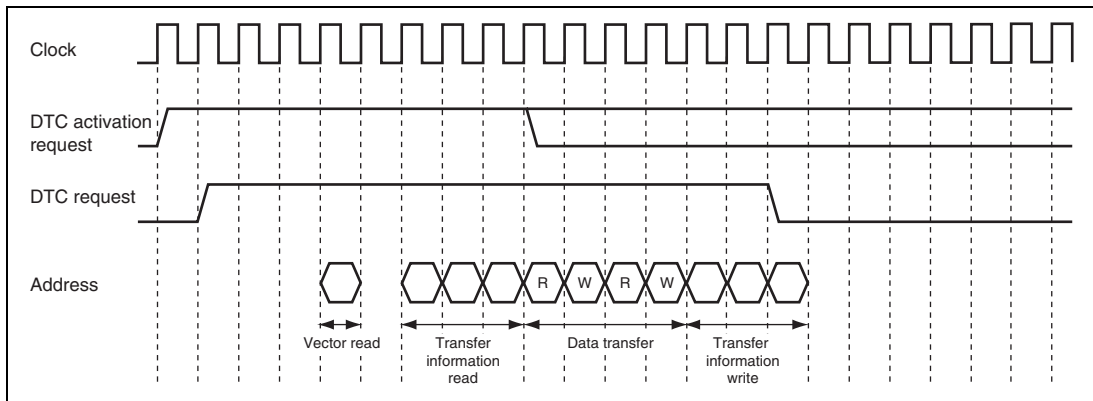 Clock
DTC activation
request
DTC request
Address
R W R W
Vector read
Transfer
information
read
Data transfer
Transfer
information
write